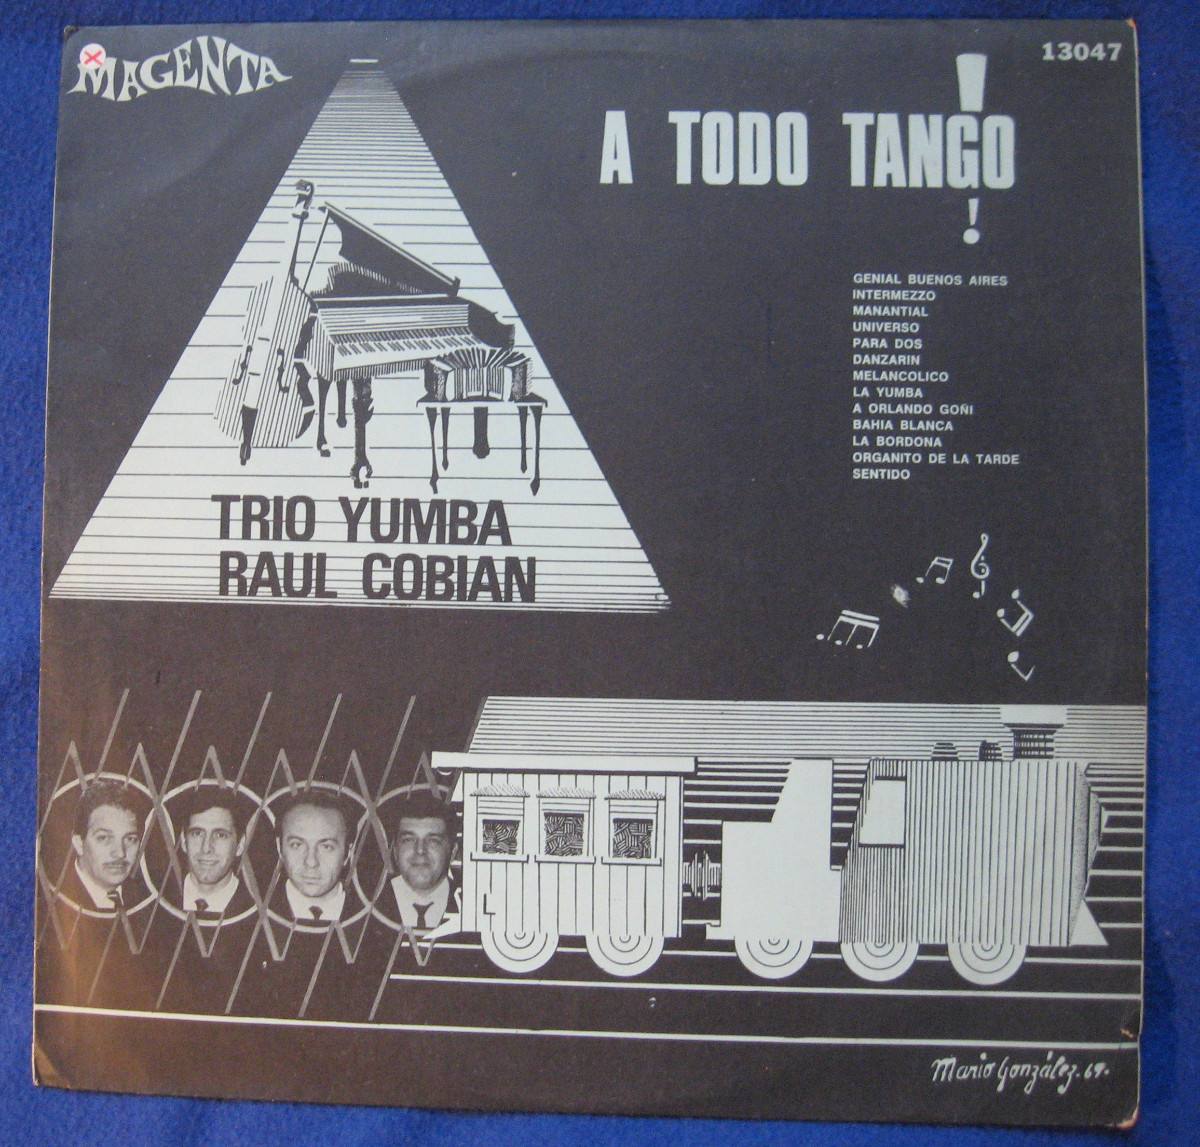 MAGENTA
13047
A TODO TANGO!
!
GENIAL BUENOS AIRES
INTERMEZZO
MANANTIAL
UNIVERSO
PARA DOS
DANZARIN
MELANCOLICO
LA YUMBA
A ORLANDO GOÑI
BAHIA BLANCA
LA BORDONA
ORGANITO DE LA TARDE
SENTIDO
TRIO YUMBA
RAUL COBIAN
Mario González.69.